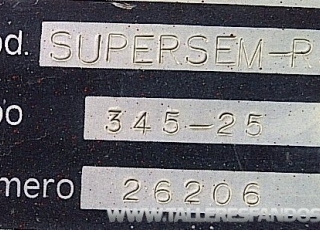 od. SUPERSEM-R
po 345-25
mero 26206
WWW.TALLERESPANDOS